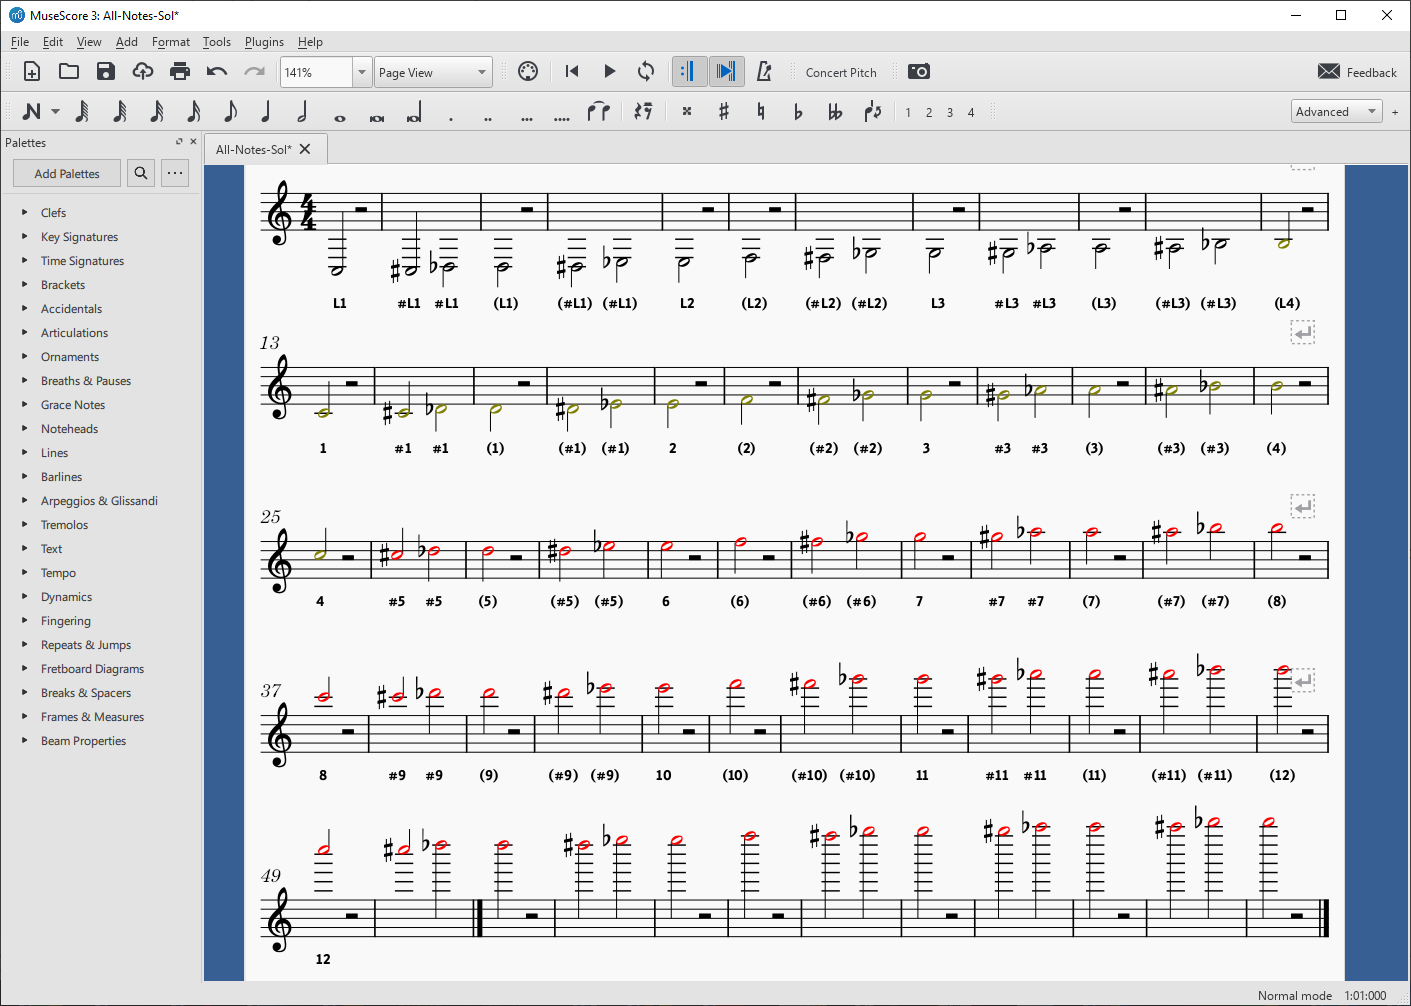 MuseScore 3: All-Notes-Sol*
File Edit View Add Format Tools Plugins Help
141% Page View Concert Pitch Feedback
1 2 3 4 Advanced +
Palettes
All-Notes-Sol*
Add Palettes ...
Clefs
Key Signatures
Time Signatures
Brackets
Accidentals
Articulations
Ornaments
Breaths & Pauses
Grace Notes
Noteheads
Lines
Barlines
Arpeggios & Glissandi
Tremolos
Text
Tempo
Dynamics
Fingering
Repeats & Jumps
Fretboard Diagrams
Breaks & Spacers
Frames & Measures
Beam Properties
4
4
L1 #L1 #L1 (L1) (#L1) (#L1) L2 (L2) (#L2) (#L2) L3 #L3 #L3 (L3) (#L3) (#L3) (L4)
13
1 #1 #1 (1) (#1) (#1) 2 (2) (#2) (#2) 3 #3 #3 (3) (#3) (#3) (4)
25
4 #5 #5 (5) (#5) (#5) 6 (6) (#6) (#6) 7 #7 #7 (7) (#7) (#7) (8)
37
8 #9 #9 (9) (#9) (#9) 10 (10) (#10) (#10) 11 #11 #11 (11) (#11) (#11) (12)
49
12
Normal mode 1:01:000